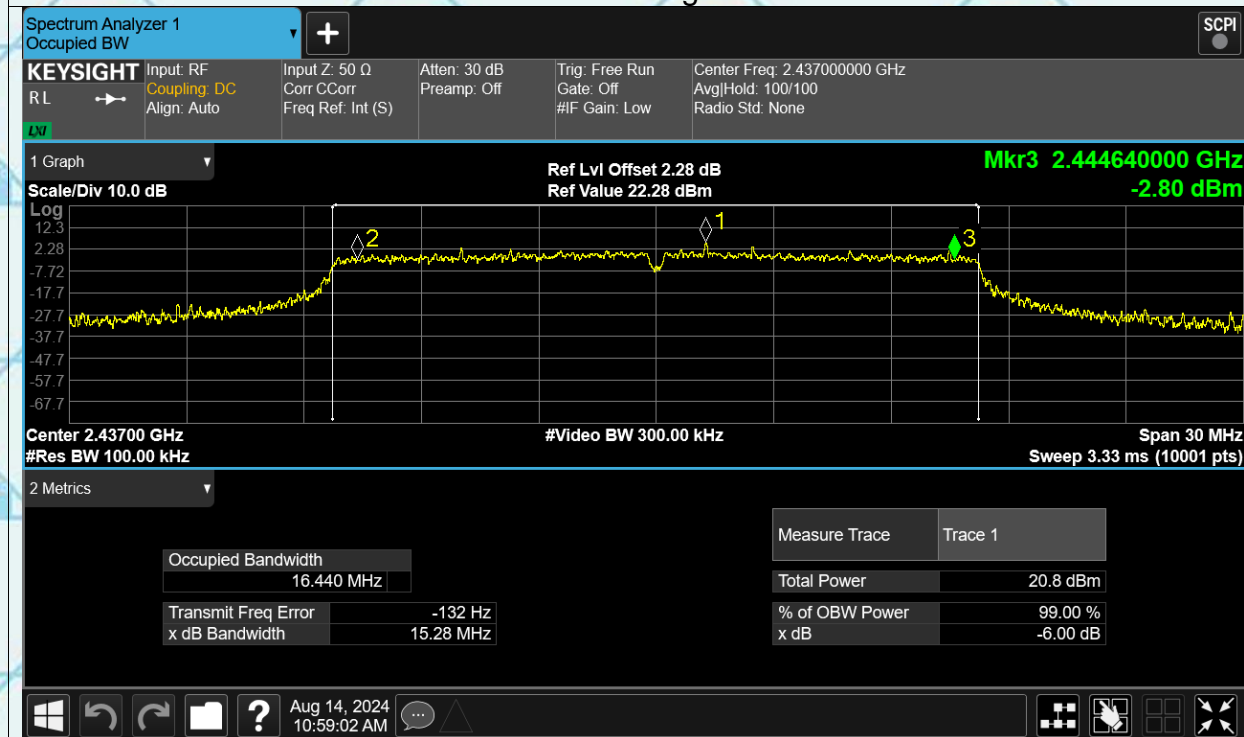 Spectrum Analyzer 1
Occupied BW
+
SCPI
KEYSIGHT
RL
LXI
Input: RF
Coupling: DC
Align: Auto
Input Z: 50 Ω
Corr CCorr
Freq Ref: Int (S)
Atten: 30 dB
Preamp: Off
Trig: Free Run
Gate: Off
#IF Gain: Low
Center Freq: 2.437000000 GHz
Avg|Hold: 100/100
Radio Std: None
1 Graph
Scale/Div 10.0 dB
Ref Lvl Offset 2.28 dB
Ref Value 22.28 dBm
Mkr3 2.444640000 GHz
-2.80 dBm
Log
12.3
2.28
-7.72
-17.7
-27.7
-37.7
-47.7
-57.7
-67.7
2
1
3
Center 2.43700 GHz
#Video BW 300.00 kHz
Span 30 MHz
#Res BW 100.00 kHz
Sweep 3.33 ms (10001 pts)
2 Metrics
Measure Trace Trace 1
Occupied Bandwidth
16.440 MHz
Total Power 20.8 dBm
Transmit Freq Error -132 Hz
% of OBW Power 99.00 %
x dB Bandwidth 15.28 MHz
x dB -6.00 dB
?
Aug 14, 2024
10:59:02 AM